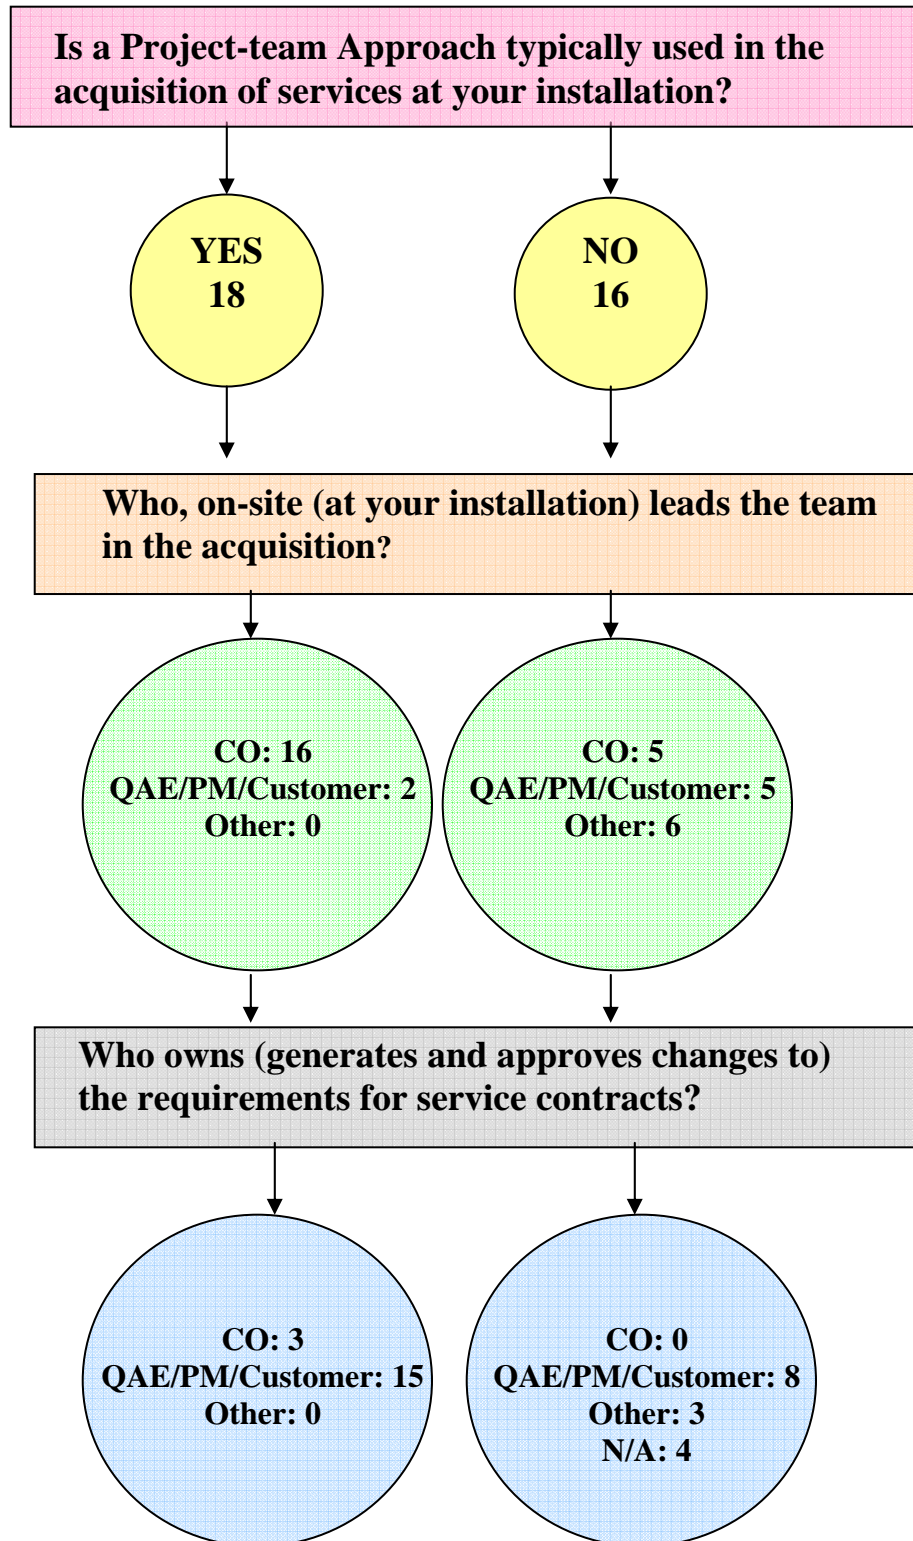 Is a Project-team Approach typically used in the
acquisition of services at your installation?
YES
18
NO
16
Who, on-site (at your installation) leads the team
in the acquisition?
CO: 16
QAE/PM/Customer: 2
Other: 0
CO: 5
QAE/PM/Customer: 5
Other: 6
Who owns (generates and approves changes to)
the requirements for service contracts?
CO: 3
QAE/PM/Customer: 15
Other: 0
CO: 0
QAE/PM/Customer: 8
Other: 3
N/A: 4